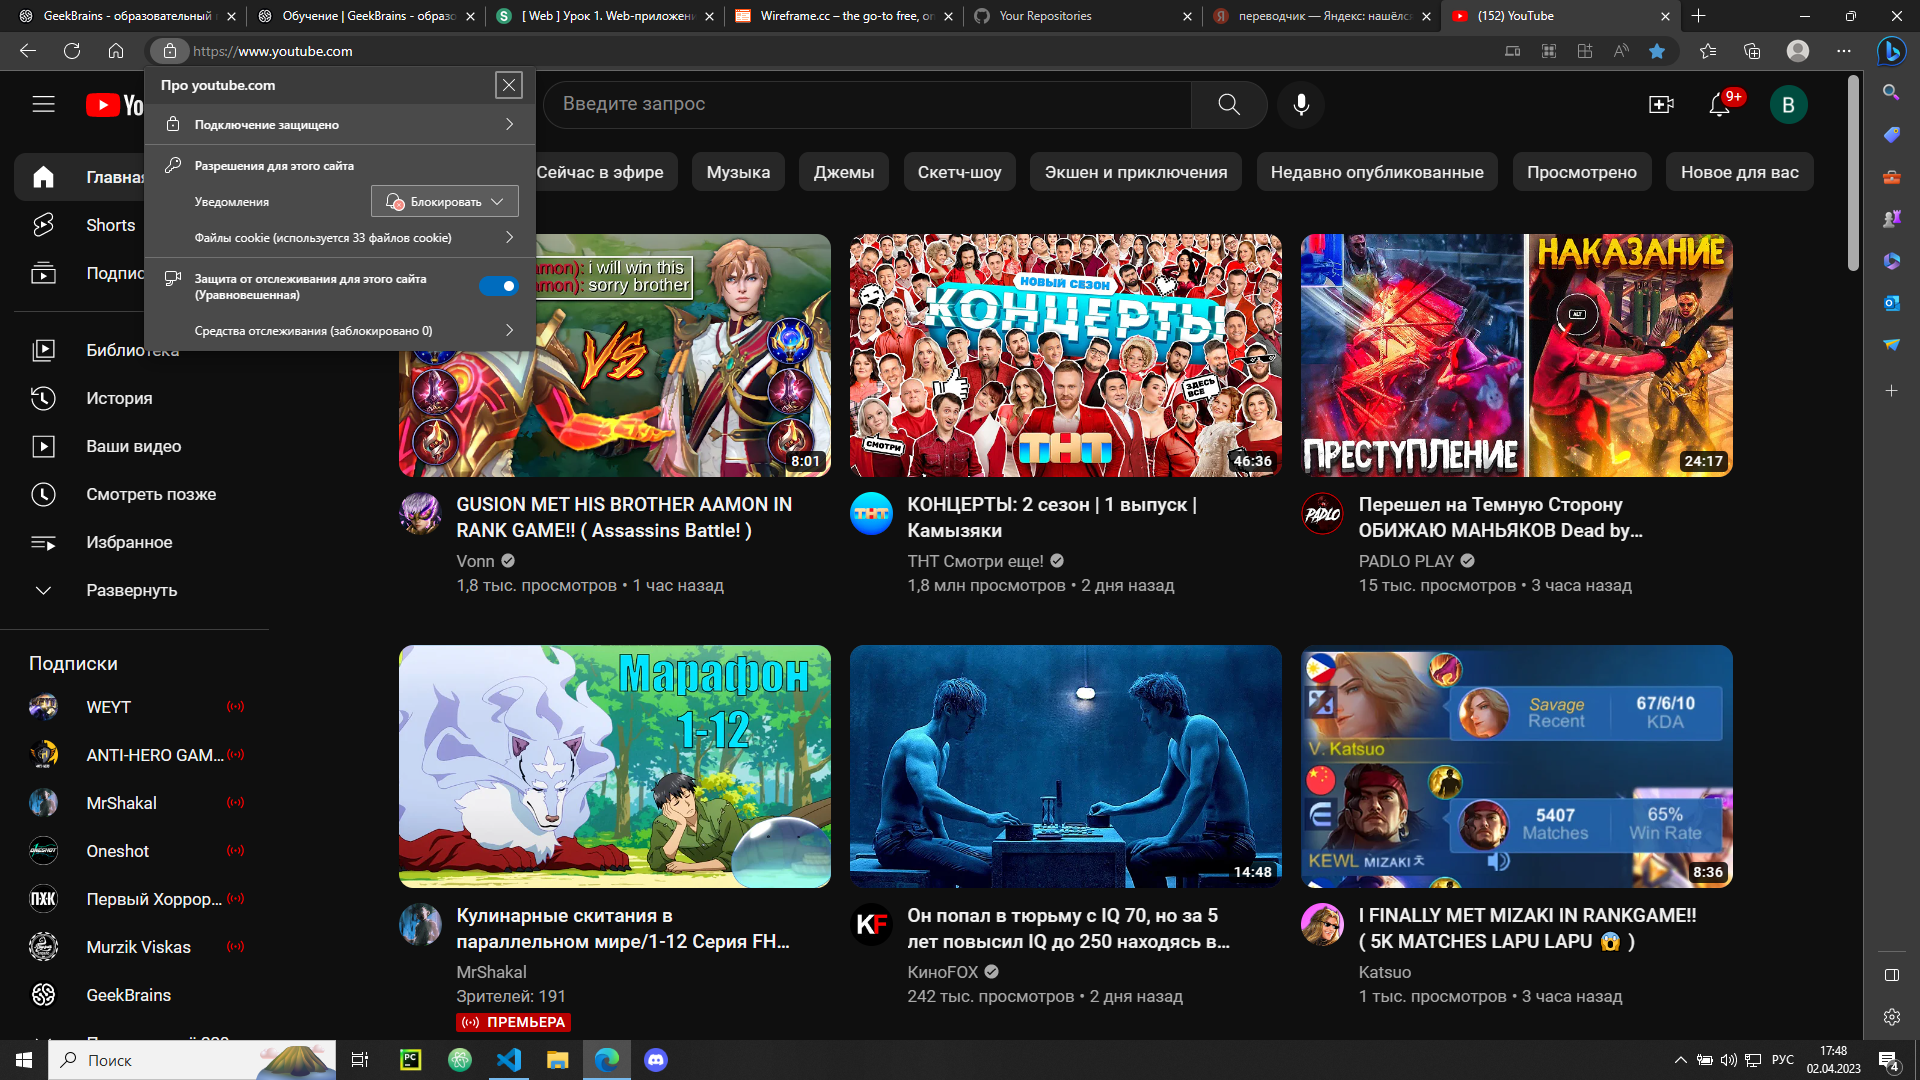 GeekBrains - образовательный
Обучение | GeekBrains - образо
[ Web ] Урок 1. Web-приложени
Wireframe.cc – the go-to free, on
Your Repositories
переводчик — Яндекс: нашёлс
(152) YouTube
https://www.youtube.com
Про youtube.com
Подключение защищено
Разрешения для этого сайта
Уведомления
Блокировать
Файлы cookie (используется 33 файлов cookie)
Защита от отслеживания для этого сайта
(Уравновешенная)
Средства отслеживания (заблокировано 0)
Yo
Введите запрос
9+
B
Сейчас в эфире
Музыка
Джемы
Скетч-шоу
Экшен и приключения
Недавно опубликованные
Просмотрено
Новое для вас
Главная
Shorts
Подпис
Библиотека
История
Ваши видео
Смотреть позже
Избранное
Развернуть
Подписки
WEYT
ANTI-HERO GAM...
MrShakal
Oneshot
Первый Хоррор...
Murzik Viskas
GeekBrains
amon): i will win this
amon): sorry brother
VS
8:01
GUSION MET HIS BROTHER AAMON IN
RANK GAME!! ( Assassins Battle! )
Vonn
1,8 тыс. просмотров • 1 час назад
НОВЫЙ СЕЗОН
КОНЦЕРТЫ
ЗДЕСЬ
ВСЕ
СМОТРИ
ТНТ
46:36
ТНТ
КОНЦЕРТЫ: 2 сезон | 1 выпуск |
Камызяки
ТНТ Смотри еще!
1,8 млн просмотров • 2 дня назад
НАКАЗАНИЕ
ALT
ПРЕСТУПЛЕНИЕ
24:17
PADLO
Перешел на Темную Сторону
ОБИЖАЮ МАНЬЯКОВ Dead by...
PADLO PLAY
15 тыс. просмотров • 3 часа назад
Марафон
1-12
Кулинарные скитания в
параллельном мире/1-12 Серия FH...
MrShakal
Зрителей: 191
ПРЕМЬЕРА
14:48
KF
Он попал в тюрьму с IQ 70, но за 5
лет повысил IQ до 250 находясь в...
КиноFOX
242 тыс. просмотров • 2 дня назад
Savage
Recent
67/6/10
KDA
V. Katsuo
5407
Matches
65%
Win Rate
KEWL MIZAKI
8:36
I FINALLY MET MIZAKI IN RANKGAME!!
( 5K MATCHES LAPU LAPU 😱 )
Katsuo
1 тыс. просмотров • 3 часа назад
ПХК
ONESHOT
Поиск
PC
РУС
17:48
02.04.2023
4